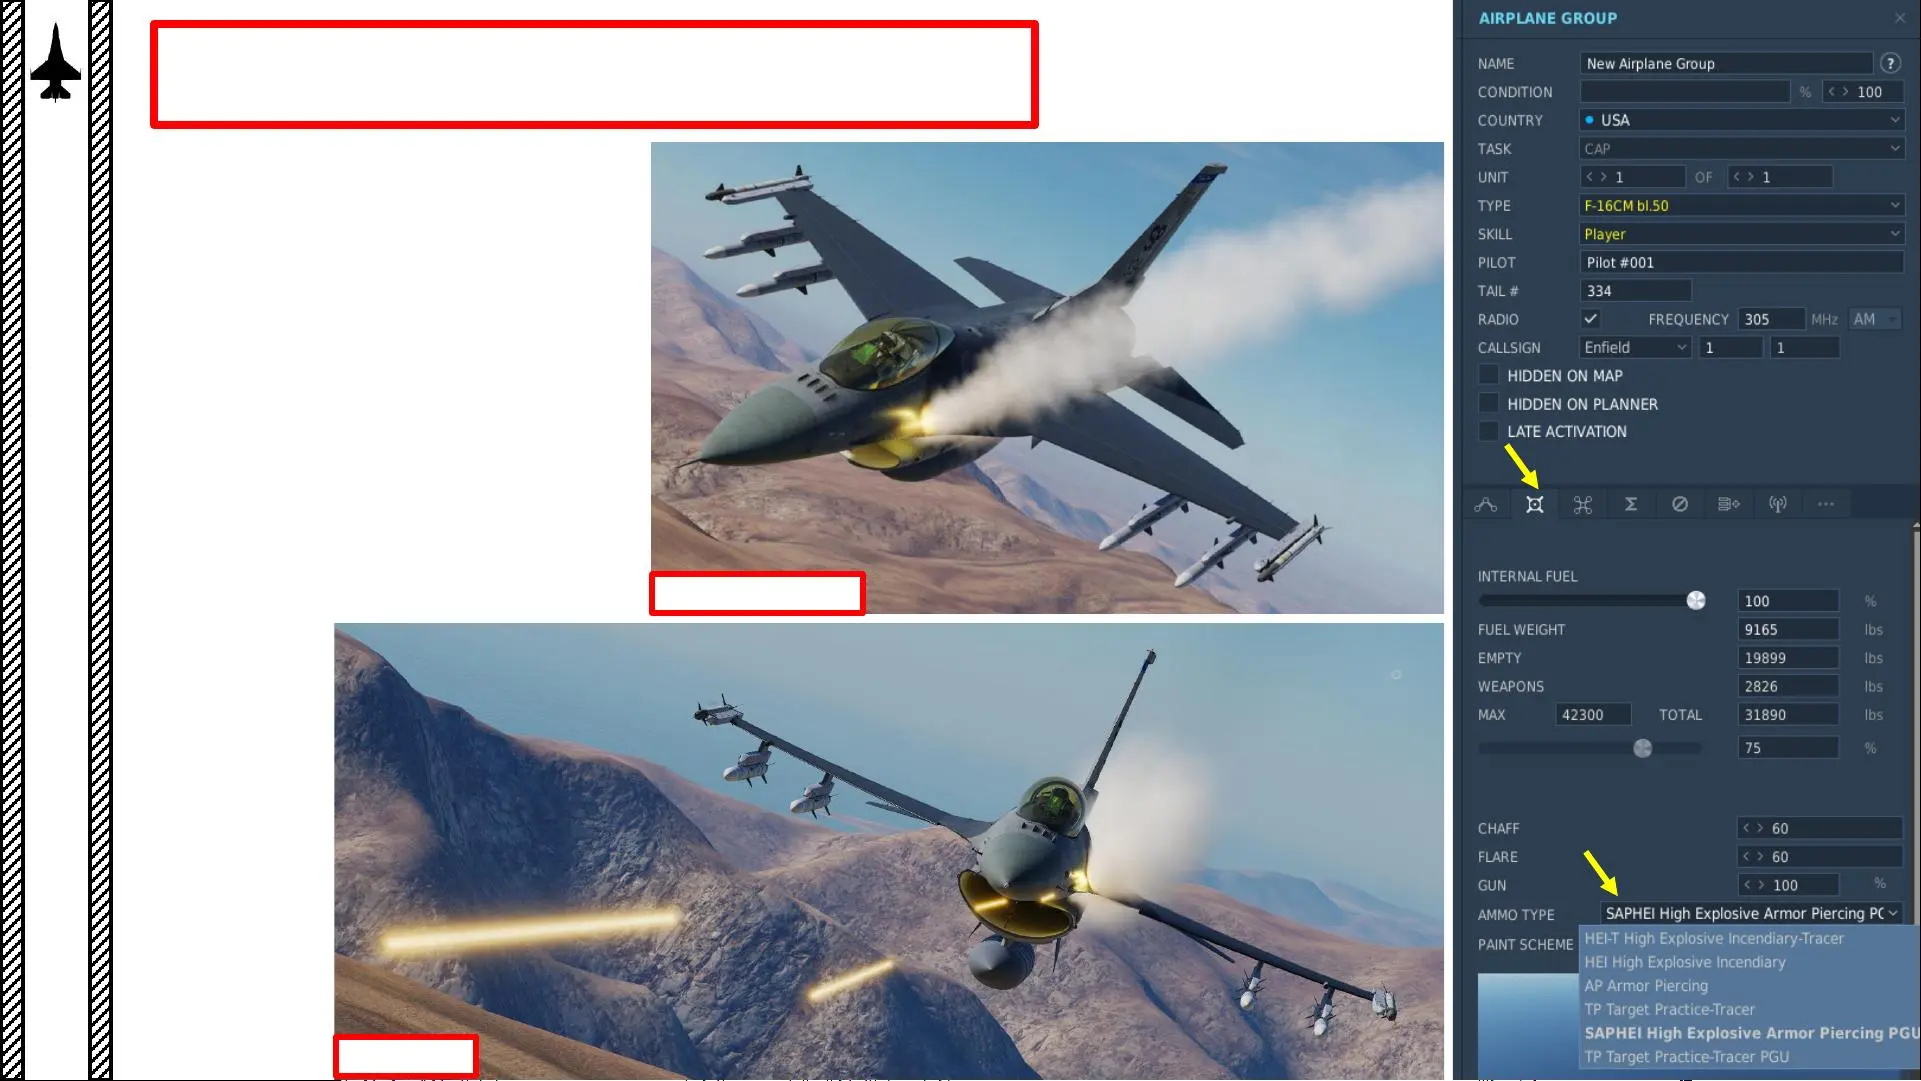 AIRPLANE GROUP
NAME New Airplane Group ?
CONDITION % < > 100
COUNTRY USA
TASK CAP
UNIT < > 1 OF < > 1
TYPE F-16CM bl.50
SKILL Player
PILOT Pilot #001
TAIL # 334
RADIO FREQUENCY 305 MHz AM
CALLSIGN Enfield 1 1
HIDDEN ON MAP
HIDDEN ON PLANNER
LATE ACTIVATION
INTERNAL FUEL
100 %
FUEL WEIGHT 9165 lbs
EMPTY 19899 lbs
WEAPONS 2826 lbs
MAX 42300 TOTAL 31890 lbs
75 %
CHAFF < > 60
FLARE < > 60
GUN < > 100 %
AMMO TYPE SAPHEI High Explosive Armor Piercing PG
PAINT SCHEME
HEI-T High Explosive Incendiary-Tracer
HEI High Explosive Incendiary
AP Armor Piercing
TP Target Practice-Tracer
SAPHEI High Explosive Armor Piercing PGU
TP Target Practice-Tracer PGU